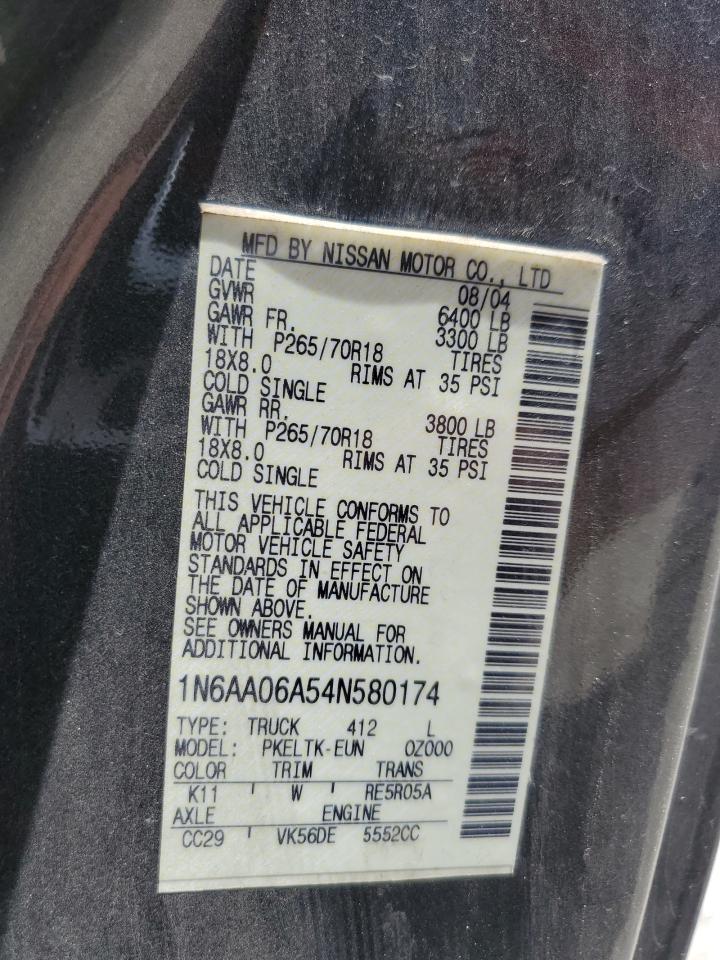 MFD BY NISSAN MOTOR CO., LTD
DATE 08/04
GVWR 6400 LB
GAWR FR. 3300 LB
WITH P265/70R18 TIRES
18X8.0 RIMS AT 35 PSI
COLD SINGLE
GAWR RR. 3800 LB
WITH P265/70R18 TIRES
18X8.0 RIMS AT 35 PSI
COLD SINGLE
THIS VEHICLE CONFORMS TO
ALL APPLICABLE FEDERAL
MOTOR VEHICLE SAFETY
STANDARDS IN EFFECT ON
THE DATE OF MANUFACTURE
SHOWN ABOVE.
SEE OWNERS MANUAL FOR
ADDITIONAL INFORMATION.
1N6AA06A54N580174
TYPE: TRUCK 412 L
MODEL: PKELTK-EUN 0Z000
COLOR TRIM TRANS
K11 W RE5R05A
AXLE ENGINE
CC29 VK56DE 5552CC